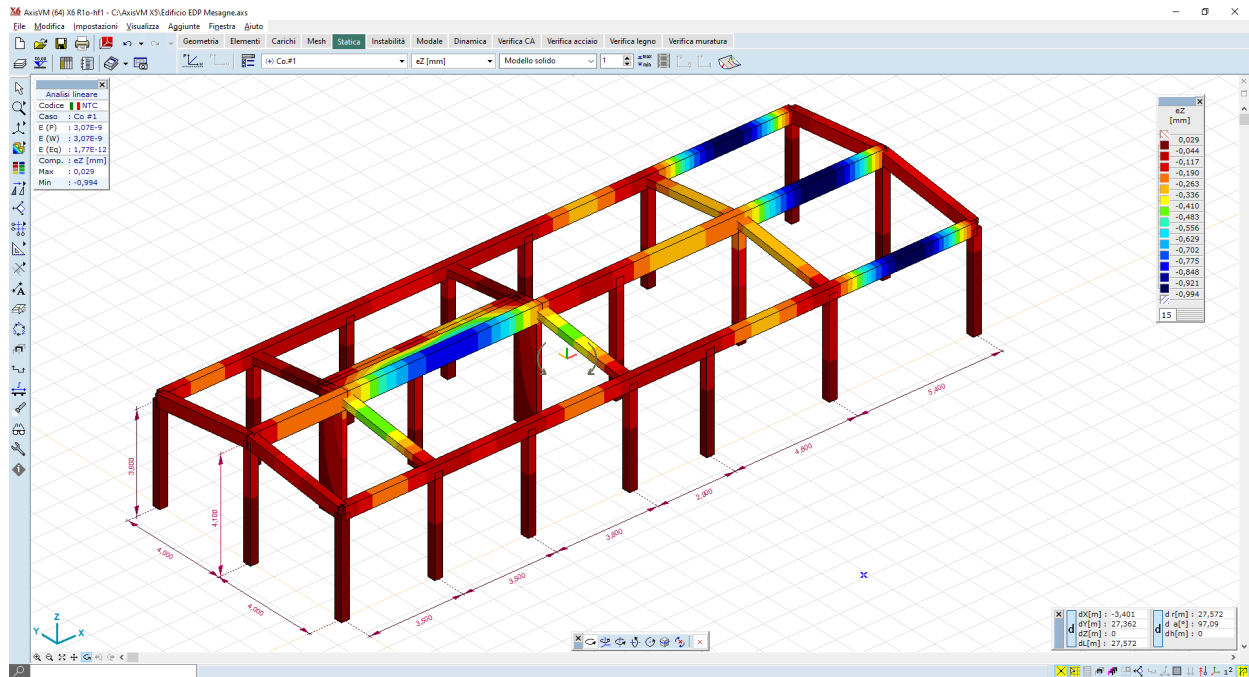 X6 AxisVM (64) X6 R1o-hf1 - C:\AxisVM X5\Edificio EDP Mesagne.axs
File Modifica Impostazioni Visualizza Aggiunte Finestra Aiuto
Geometria Elementi Carichi Mesh Statica Instabilità Modale Dinamica Verifica CA Verifica acciaio Verifica legno Verifica muratura
(+) Co.#1 eZ [mm] Modello solido 1
Analisi lineare
Codice NTC
Caso : Co #1
E (P) : 3,07E-9
E (W) : 3,07E-9
E (Eq) : 1,77E-12
Comp. : eZ [mm]
Max : 0,029
Min : -0,994
eZ
[mm]
0,029
-0,044
-0,117
-0,190
-0,263
-0,336
-0,410
-0,483
-0,556
-0,629
-0,702
-0,775
-0,848
-0,921
-0,994
15
3,600
4,100
4,000
4,000
3,500
3,500
3,800
2,800
4,600
5,400
Z
Y
X
dX[m] : -3,401
dY[m] : 27,362
dZ[m] : 0
dL[m] : 27,572
d
d r[m] : 27,572
d a[°] : 97,09
dh[m] : 0
d